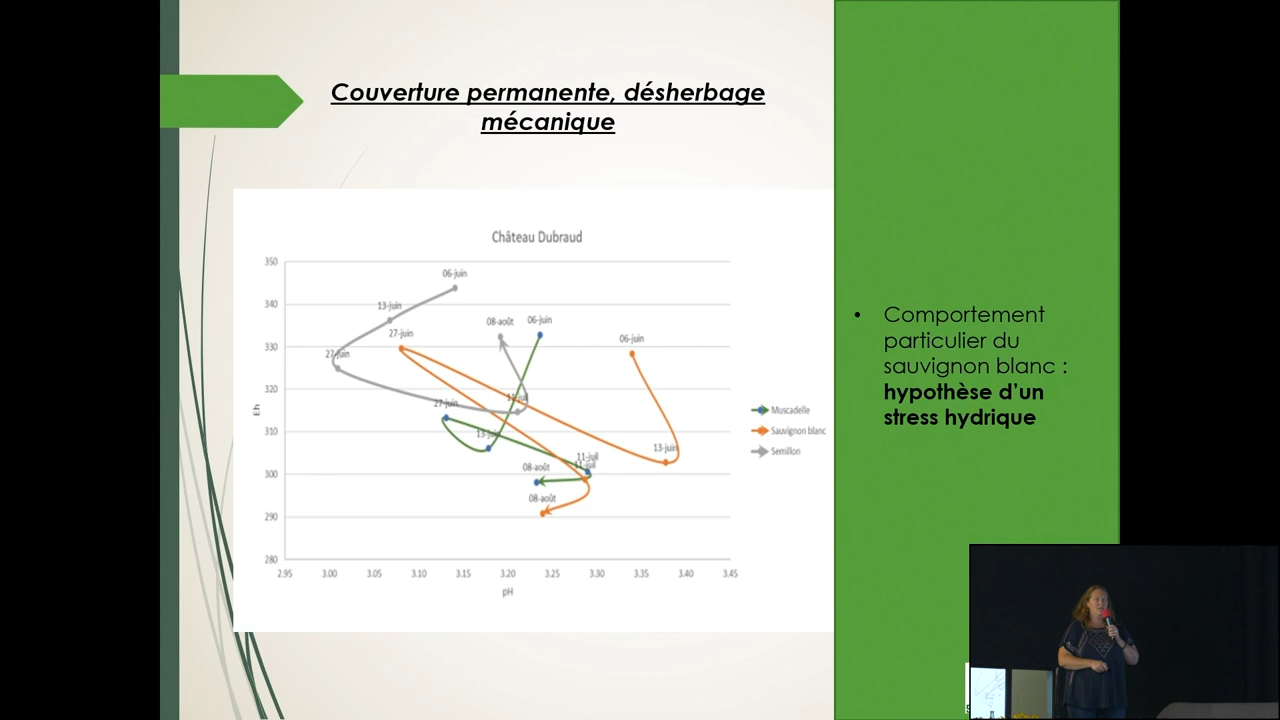 Couverture permanente, désherbage
mécanique
Château Dubraud
350
340
330
320
310
300
290
280
Eh
2.95 3.00 3.05 3.10 3.15 3.20 3.25 3.30 3.35 3.40 3.45
pH
06-juin
13-juin
27-juin
27-juin
08-août
06-juin
06-juin
11-juil
27-juin
13-juin
13-juin
11-juil
11-juil
08-août
08-août
Muscadelle
Sauvignon blanc
Semillon
• Comportement
particulier du
sauvignon blanc :
hypothèse d’un
stress hydrique